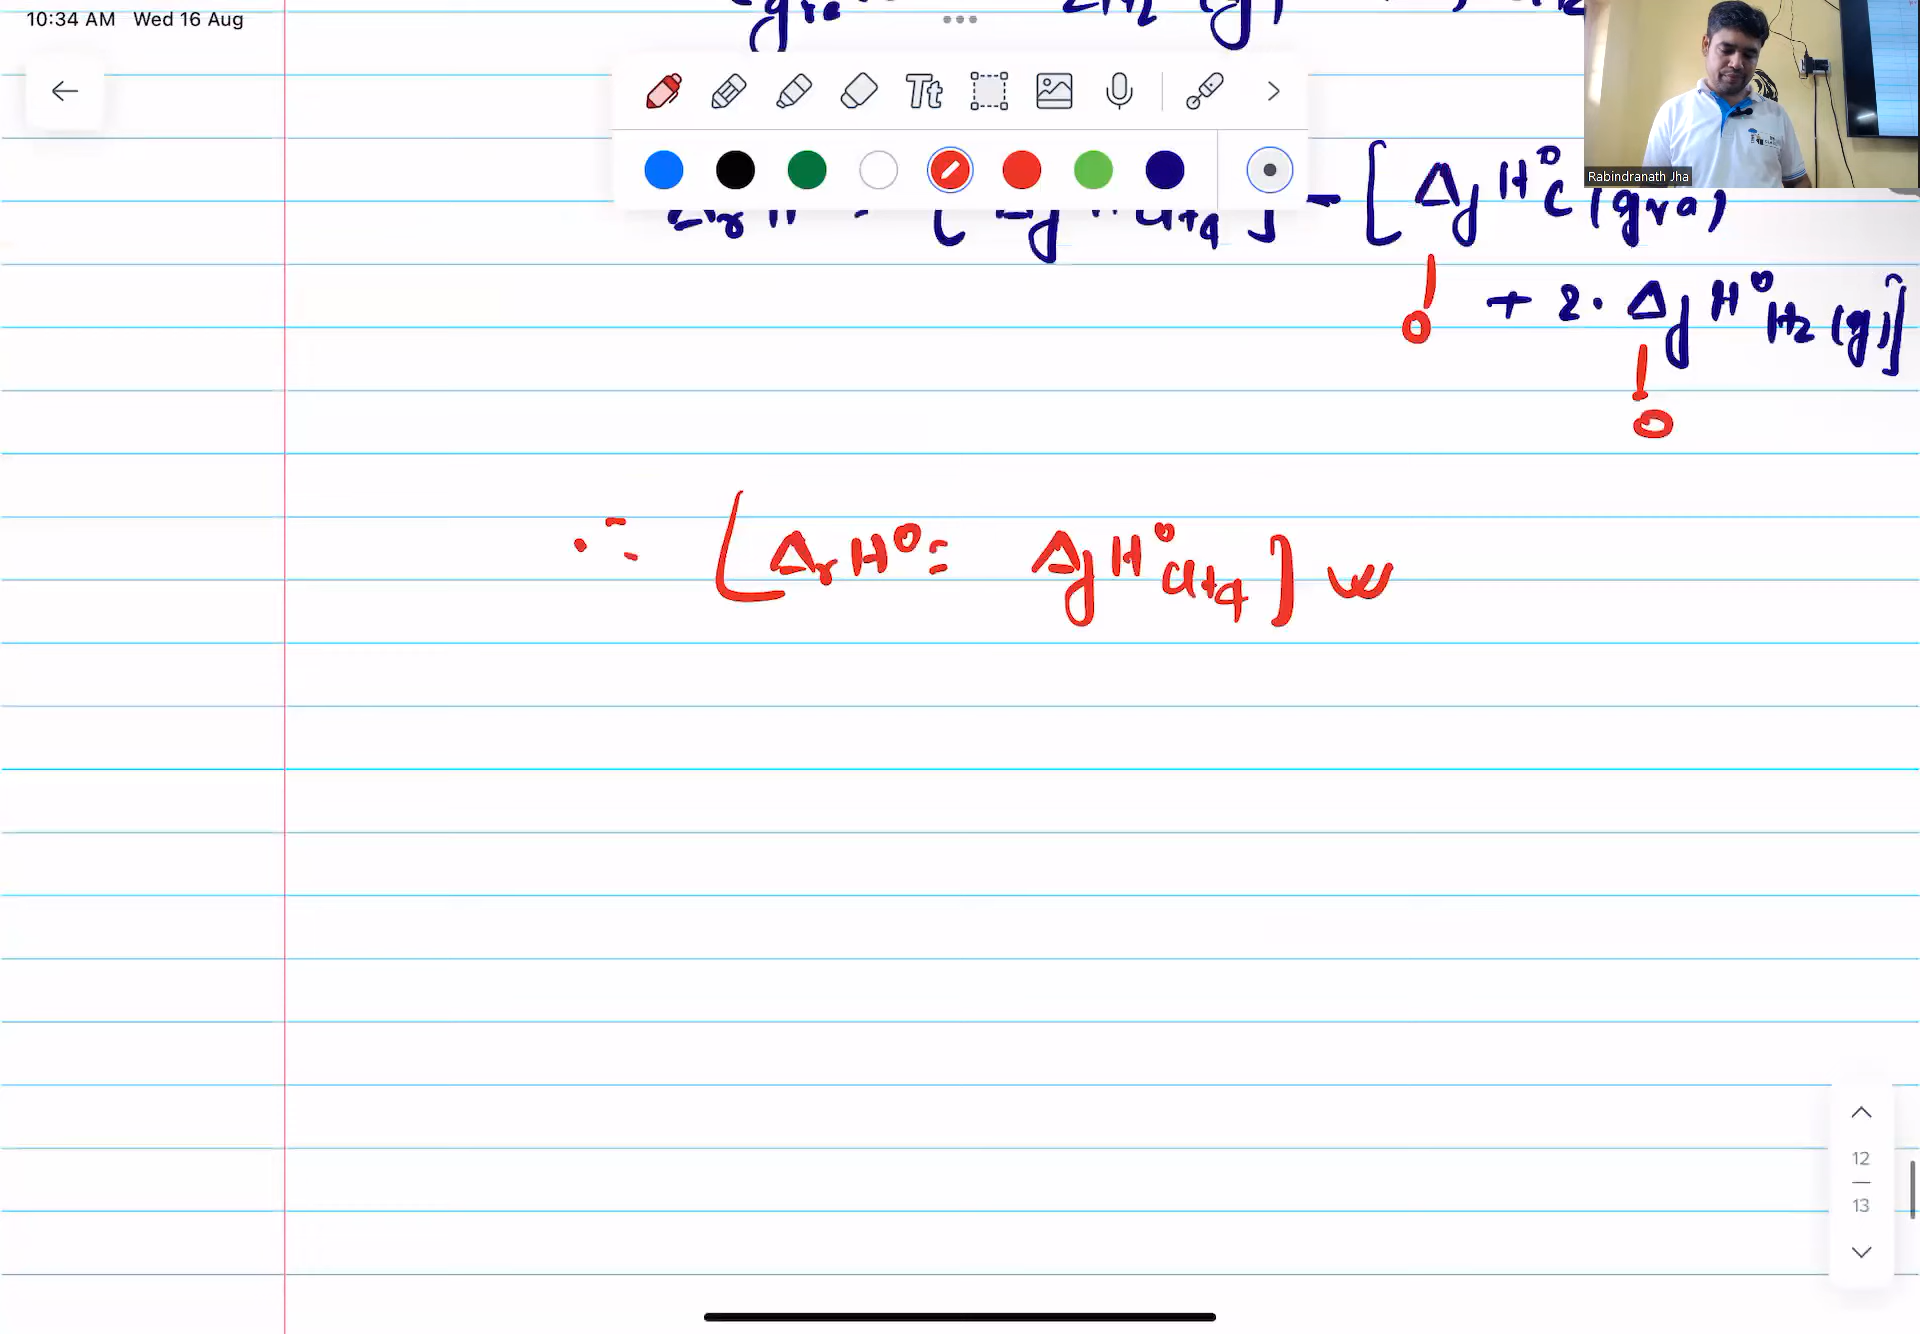 10:34 AM Wed 16 Aug
Tt
Rabindranath Jha
- [ ΔfH°C(gra)
0 + 2. ΔfH°H2(g)]
0
∴ [ΔrH° = ΔfH°CH4]
12
13